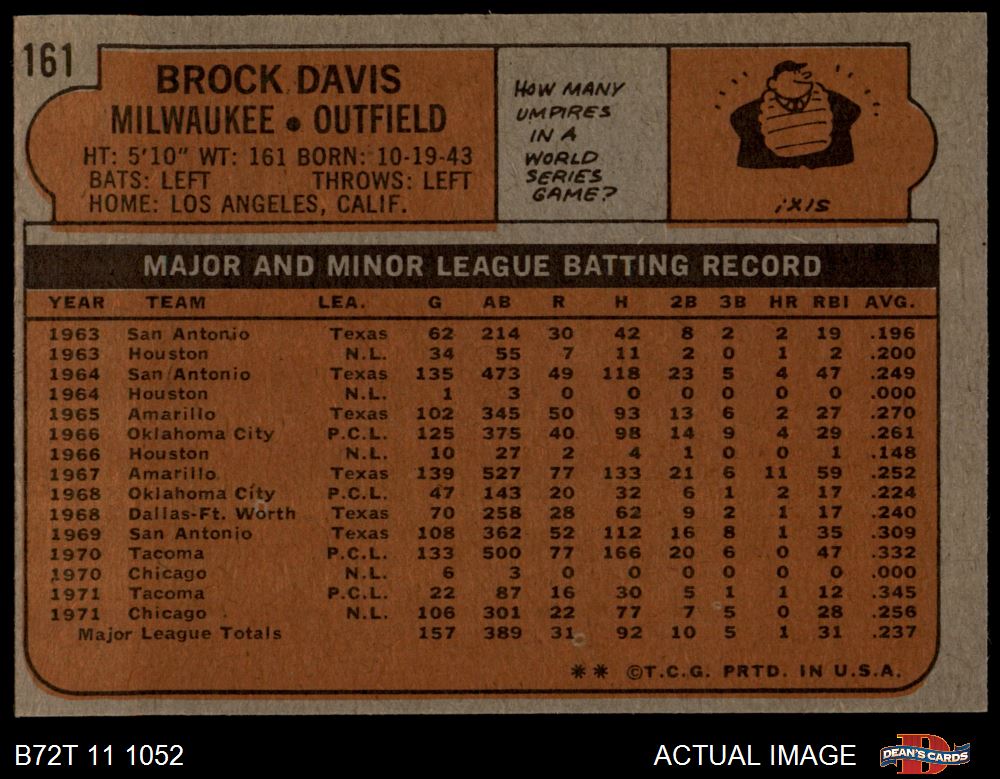 161
BROCK DAVIS
MILWAUKEE • OUTFIELD
HT: 5'10" WT: 161 BORN: 10-19-43
BATS: LEFT THROWS: LEFT
HOME: LOS ANGELES, CALIF.
HOW MANY
UMPIRES
IN A
WORLD
SERIES
GAME?
SIX!
MAJOR AND MINOR LEAGUE BATTING RECORD
YEAR TEAM LEA. G AB R H 2B 3B HR RBI AVG.
1963 San Antonio Texas 62 214 30 42 8 2 2 19 .196
1963 Houston N.L. 34 55 7 11 2 0 1 2 .200
1964 San Antonio Texas 135 473 49 118 23 5 4 47 .249
1964 Houston N.L. 1 3 0 0 0 0 0 0 .000
1965 Amarillo Texas 102 345 50 93 13 6 2 27 .270
1966 Oklahoma City P.C.L. 125 375 40 98 14 9 4 29 .261
1966 Houston N.L. 10 27 2 4 1 0 0 1 .148
1967 Amarillo Texas 139 527 77 133 21 6 11 59 .252
1968 Oklahoma City P.C.L. 47 143 20 32 6 1 2 17 .224
1968 Dallas-Ft. Worth Texas 70 258 28 62 9 2 1 17 .240
1969 San Antonio Texas 108 362 52 112 16 8 1 35 .309
1970 Tacoma P.C.L. 133 500 77 166 20 6 0 47 .332
1970 Chicago N.L. 6 3 0 0 0 0 0 0 .000
1971 Tacoma P.C.L. 22 87 16 30 5 1 1 12 .345
1971 Chicago N.L. 106 301 22 77 7 5 0 28 .256
Major League Totals 157 389 31 92 10 5 1 31 .237
** ©T.C.G. PRTD. IN U.S.A.
B72T 11 1052
ACTUAL IMAGE
DEAN'S CARDS